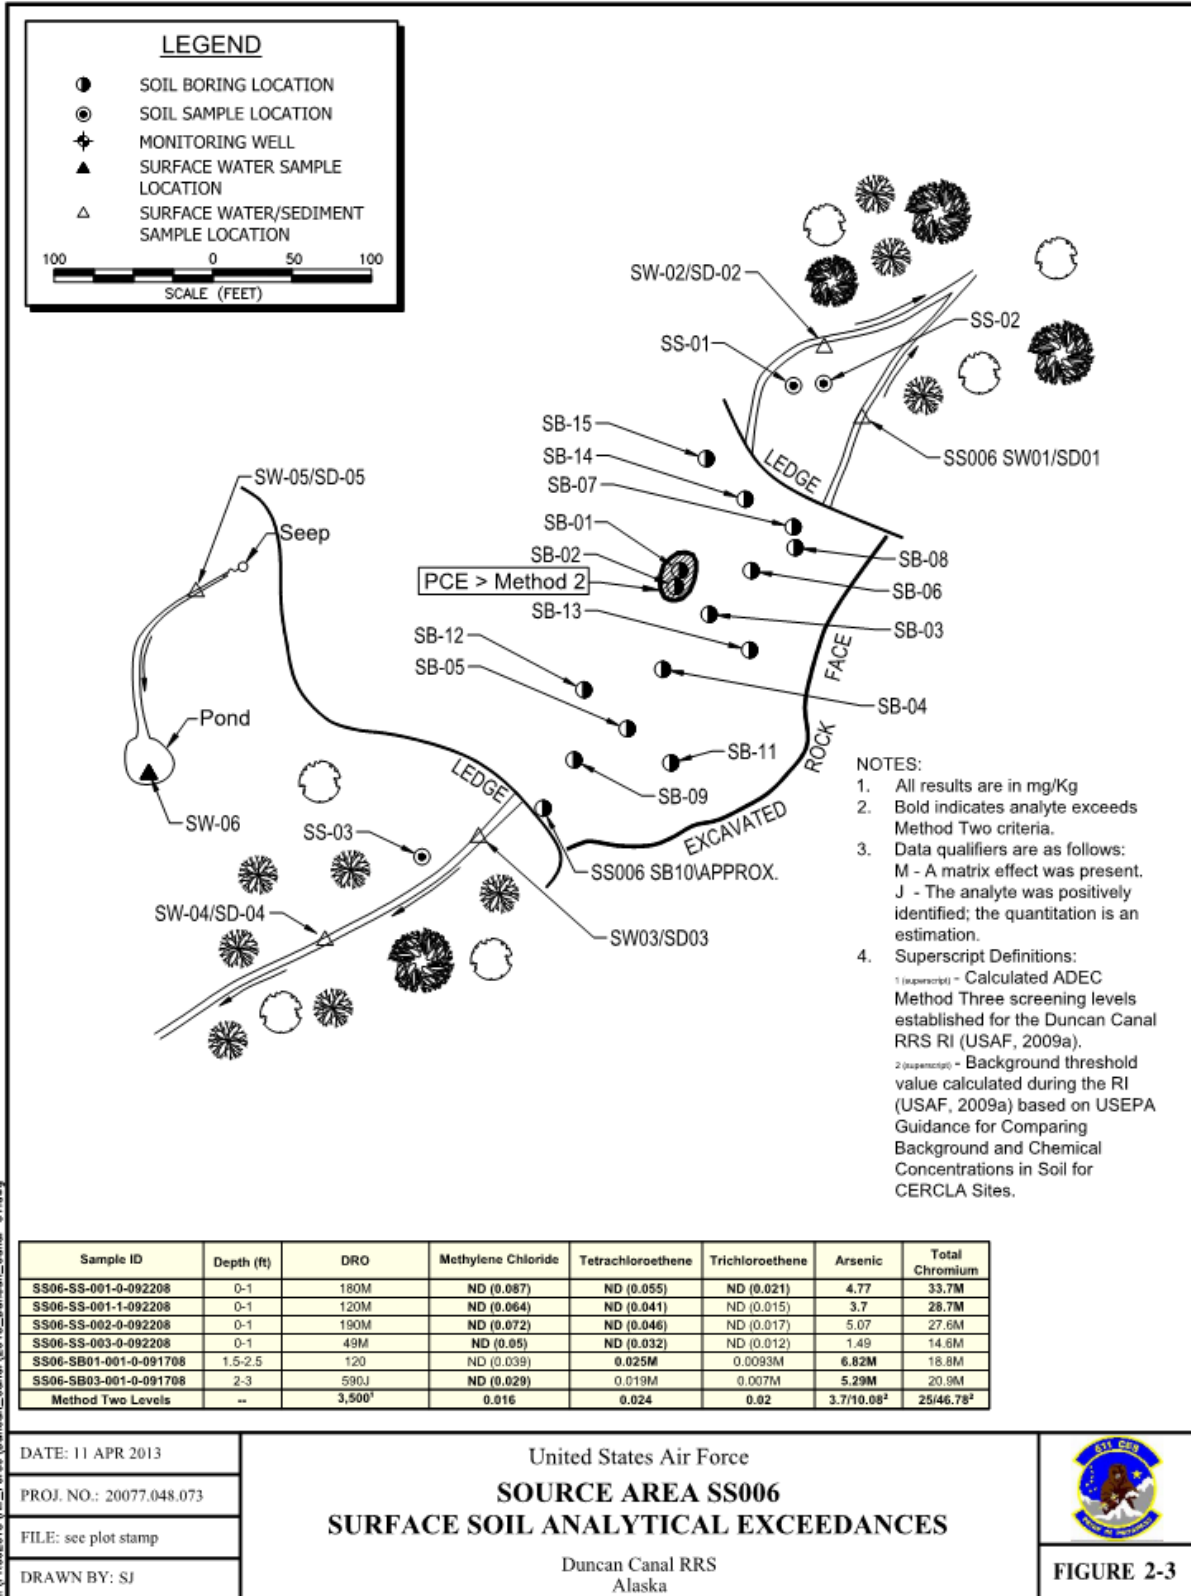 LEGEND
SOIL BORING LOCATION
SOIL SAMPLE LOCATION
MONITORING WELL
SURFACE WATER SAMPLE
LOCATION
SURFACE WATER/SEDIMENT
SAMPLE LOCATION
100 0 50 100
SCALE (FEET)
SW-02/SD-02
SS-01
SS-02
SB-15
SB-14
SB-07
SB-01
SB-02
PCE > Method 2
SB-13
SB-12
SB-05
LEDGE
SS006 SW01/SD01
SB-08
SB-06
SB-03
SB-04
SB-11
SB-09
SW-05/SD-05
Seep
Pond
SW-06
LEDGE
SS-03
SW-04/SD-04
SS006 SB10\APPROX.
SW03/SD03
EXCAVATED ROCK FACE
NOTES:
1. All results are in mg/Kg
2. Bold indicates analyte exceeds
Method Two criteria.
3. Data qualifiers are as follows:
M - A matrix effect was present.
J - The analyte was positively
identified; the quantitation is an
estimation.
4. Superscript Definitions:
1 (superscript) - Calculated ADEC
Method Three screening levels
established for the Duncan Canal
RRS RI (USAF, 2009a).
2 (superscript) - Background threshold
value calculated during the RI
(USAF, 2009a) based on USEPA
Guidance for Comparing
Background and Chemical
Concentrations in Soil for
CERCLA Sites.
Sample ID Depth (ft) DRO Methylene Chloride Tetrachloroethene Trichloroethene Arsenic Total Chromium
SS06-SS-001-0-092208 0-1 180M ND (0.087) ND (0.055) ND (0.021) 4.77 33.7M
SS06-SS-001-1-092208 0-1 120M ND (0.064) ND (0.041) ND (0.015) 3.7 28.7M
SS06-SS-002-0-092208 0-1 190M ND (0.072) ND (0.046) ND (0.017) 5.07 27.6M
SS06-SS-003-0-092208 0-1 49M ND (0.05) ND (0.032) ND (0.012) 1.49 14.6M
SS06-SB01-001-0-091708 1.5-2.5 120 ND (0.039) 0.025M 0.0093M 6.82M 18.8M
SS06-SB03-001-0-091708 2-3 590J ND (0.029) 0.019M 0.007M 5.29M 20.9M
Method Two Levels -- 3,500¹ 0.016 0.024 0.02 3.7/10.08² 25/46.78²
DATE: 11 APR 2013
PROJ. NO.: 20077.048.073
FILE: see plot stamp
DRAWN BY: SJ
United States Air Force
SOURCE AREA SS006
SURFACE SOIL ANALYTICAL EXCEEDANCES
Duncan Canal RRS
Alaska
611 CES
FIGURE 2-3